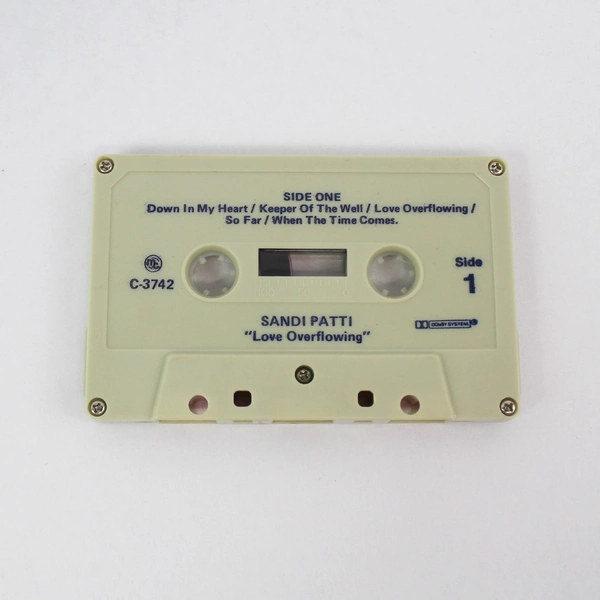 SIDE ONE
Down In My Heart / Keeper Of The Well / Love Overflowing /
So Far / When The Time Comes.
C-3742
Side
1
SANDI PATTI
"Love Overflowing"
DOLBY SYSTEM®